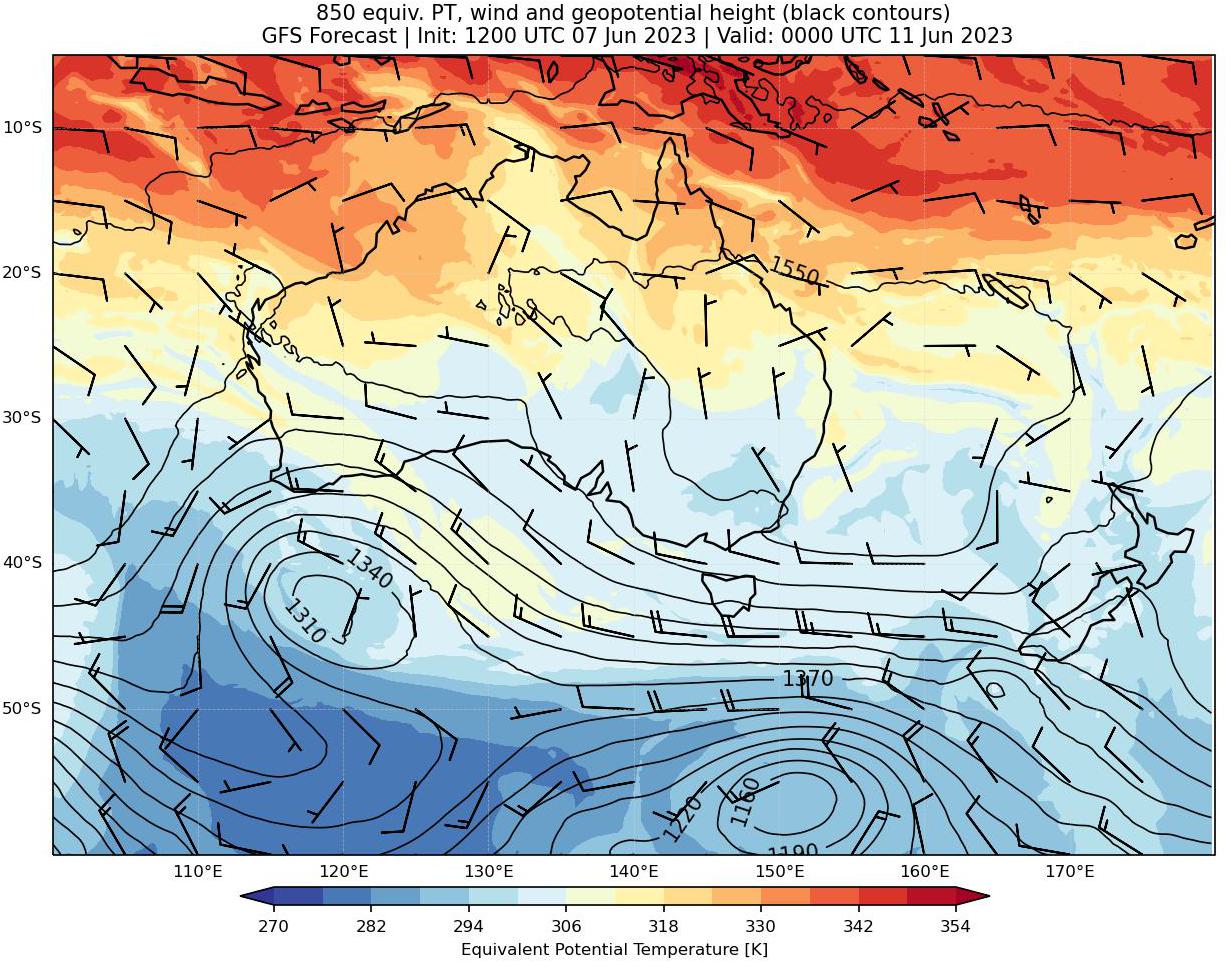 850 equiv. PT, wind and geopotential height (black contours)
GFS Forecast | Init: 1200 UTC 07 Jun 2023 | Valid: 0000 UTC 11 Jun 2023
10°S
20°S
1550
30°S
40°S
1340
1310
1370
50°S
1160
1220
1190
110°E 120°E 130°E 140°E 150°E 160°E 170°E
270 282 294 306 318 330 342 354
Equivalent Potential Temperature [K]